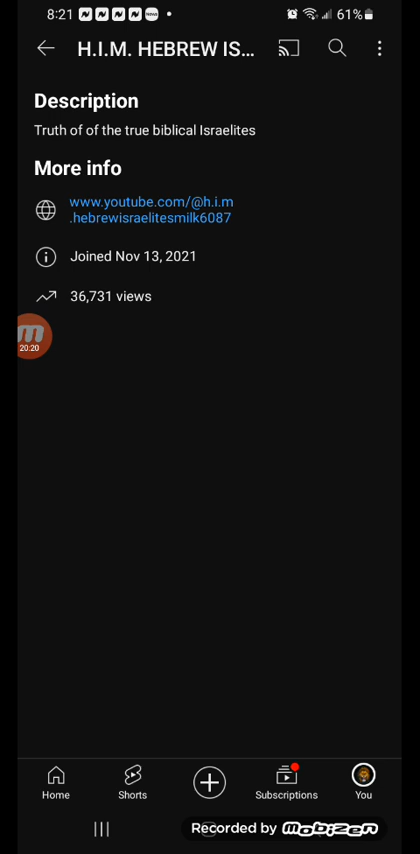 8:21
61%
H.I.M. HEBREW IS...
Description
Truth of of the true biblical Israelites
More info
www.youtube.com/@h.i.m
.hebrewisraelitesmilk6087
Joined Nov 13, 2021
36,731 views
20:20
Home
Shorts
Subscriptions
You
Recorded by mobizen